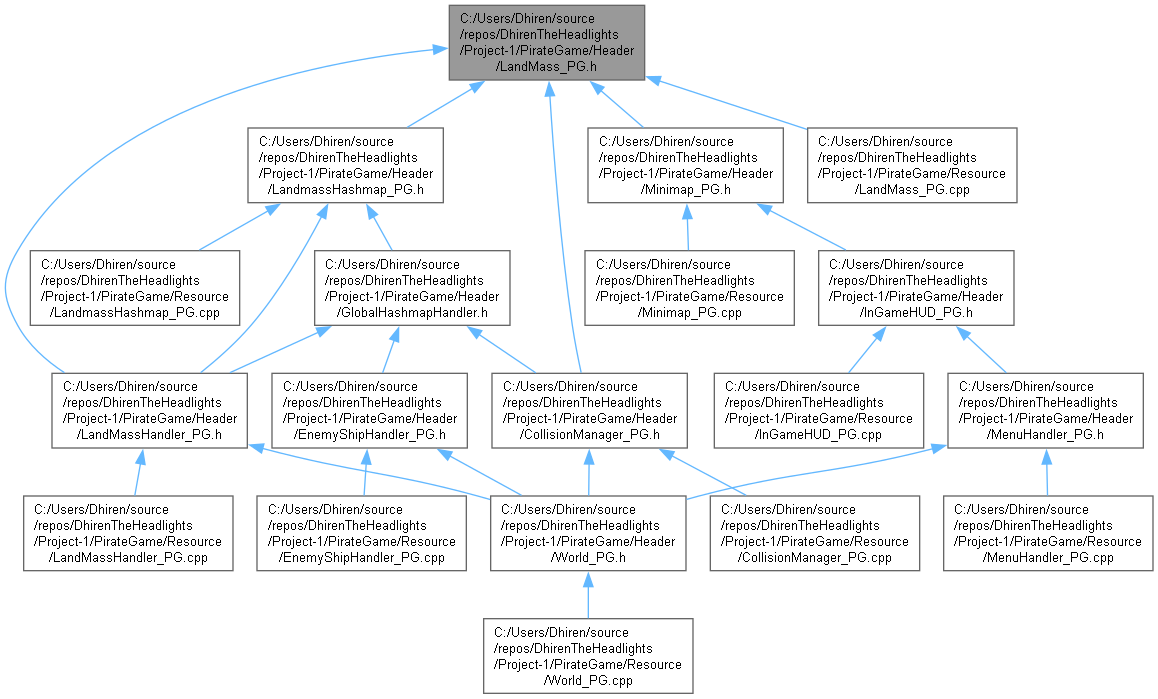 C:/Users/Dhiren/source
/repos/DhirenTheHeadlights
/Project-1/PirateGame/Header
/LandMass_PG.h
C:/Users/Dhiren/source
/repos/DhirenTheHeadlights
/Project-1/PirateGame/Header
/LandmassHashmap_PG.h
C:/Users/Dhiren/source
/repos/DhirenTheHeadlights
/Project-1/PirateGame/Header
/Minimap_PG.h
C:/Users/Dhiren/source
/repos/DhirenTheHeadlights
/Project-1/PirateGame/Resource
/LandMass_PG.cpp
C:/Users/Dhiren/source
/repos/DhirenTheHeadlights
/Project-1/PirateGame/Resource
/LandmassHashmap_PG.cpp
C:/Users/Dhiren/source
/repos/DhirenTheHeadlights
/Project-1/PirateGame/Header
/GlobalHashmapHandler.h
C:/Users/Dhiren/source
/repos/DhirenTheHeadlights
/Project-1/PirateGame/Resource
/Minimap_PG.cpp
C:/Users/Dhiren/source
/repos/DhirenTheHeadlights
/Project-1/PirateGame/Header
/InGameHUD_PG.h
C:/Users/Dhiren/source
/repos/DhirenTheHeadlights
/Project-1/PirateGame/Header
/LandMassHandler_PG.h
C:/Users/Dhiren/source
/repos/DhirenTheHeadlights
/Project-1/PirateGame/Header
/EnemyShipHandler_PG.h
C:/Users/Dhiren/source
/repos/DhirenTheHeadlights
/Project-1/PirateGame/Header
/CollisionManager_PG.h
C:/Users/Dhiren/source
/repos/DhirenTheHeadlights
/Project-1/PirateGame/Resource
/InGameHUD_PG.cpp
C:/Users/Dhiren/source
/repos/DhirenTheHeadlights
/Project-1/PirateGame/Header
/MenuHandler_PG.h
C:/Users/Dhiren/source
/repos/DhirenTheHeadlights
/Project-1/PirateGame/Resource
/LandMassHandler_PG.cpp
C:/Users/Dhiren/source
/repos/DhirenTheHeadlights
/Project-1/PirateGame/Resource
/EnemyShipHandler_PG.cpp
C:/Users/Dhiren/source
/repos/DhirenTheHeadlights
/Project-1/PirateGame/Header
/World_PG.h
C:/Users/Dhiren/source
/repos/DhirenTheHeadlights
/Project-1/PirateGame/Resource
/CollisionManager_PG.cpp
C:/Users/Dhiren/source
/repos/DhirenTheHeadlights
/Project-1/PirateGame/Resource
/MenuHandler_PG.cpp
C:/Users/Dhiren/source
/repos/DhirenTheHeadlights
/Project-1/PirateGame/Resource
/World_PG.cpp